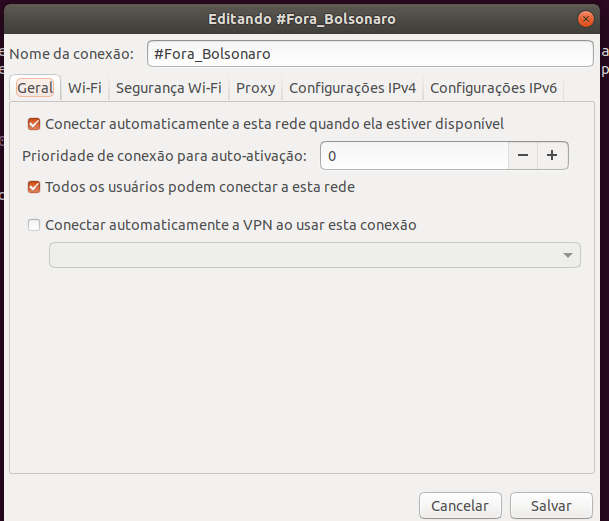 Editando #Fora_Bolsonaro
Nome da conexão: #Fora_Bolsonaro
Geral Wi-Fi Segurança Wi-Fi Proxy Configurações IPv4 Configurações IPv6
Conectar automaticamente a esta rede quando ela estiver disponível
Prioridade de conexão para auto-ativação: 0 − +
Todos os usuários podem conectar a esta rede
Conectar automaticamente a VPN ao usar esta conexão
Cancelar Salvar